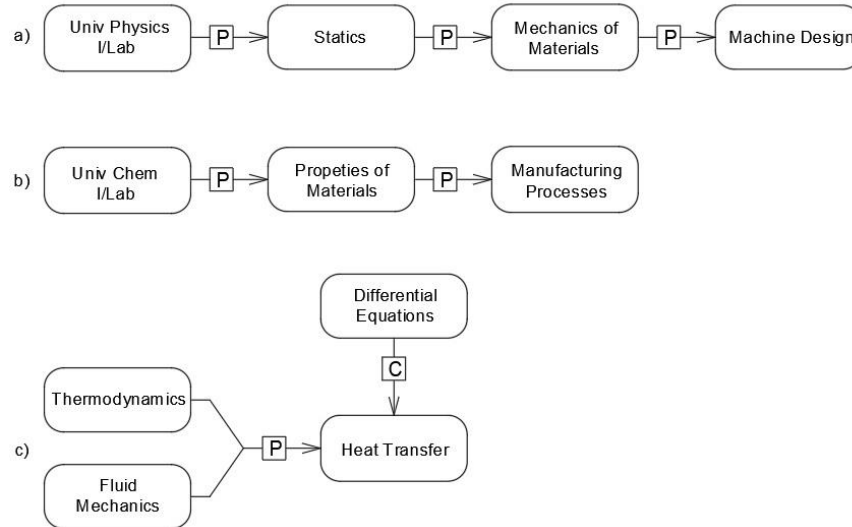 a)
Univ Physics
I/Lab
P
Statics
P
Mechanics of
Materials
P
Machine Design
b)
Univ Chem
I/Lab
P
Propeties of
Materials
P
Manufacturing
Processes
Differential
Equations
C
c)
Thermodynamics
Fluid
Mechanics
P
Heat Transfer